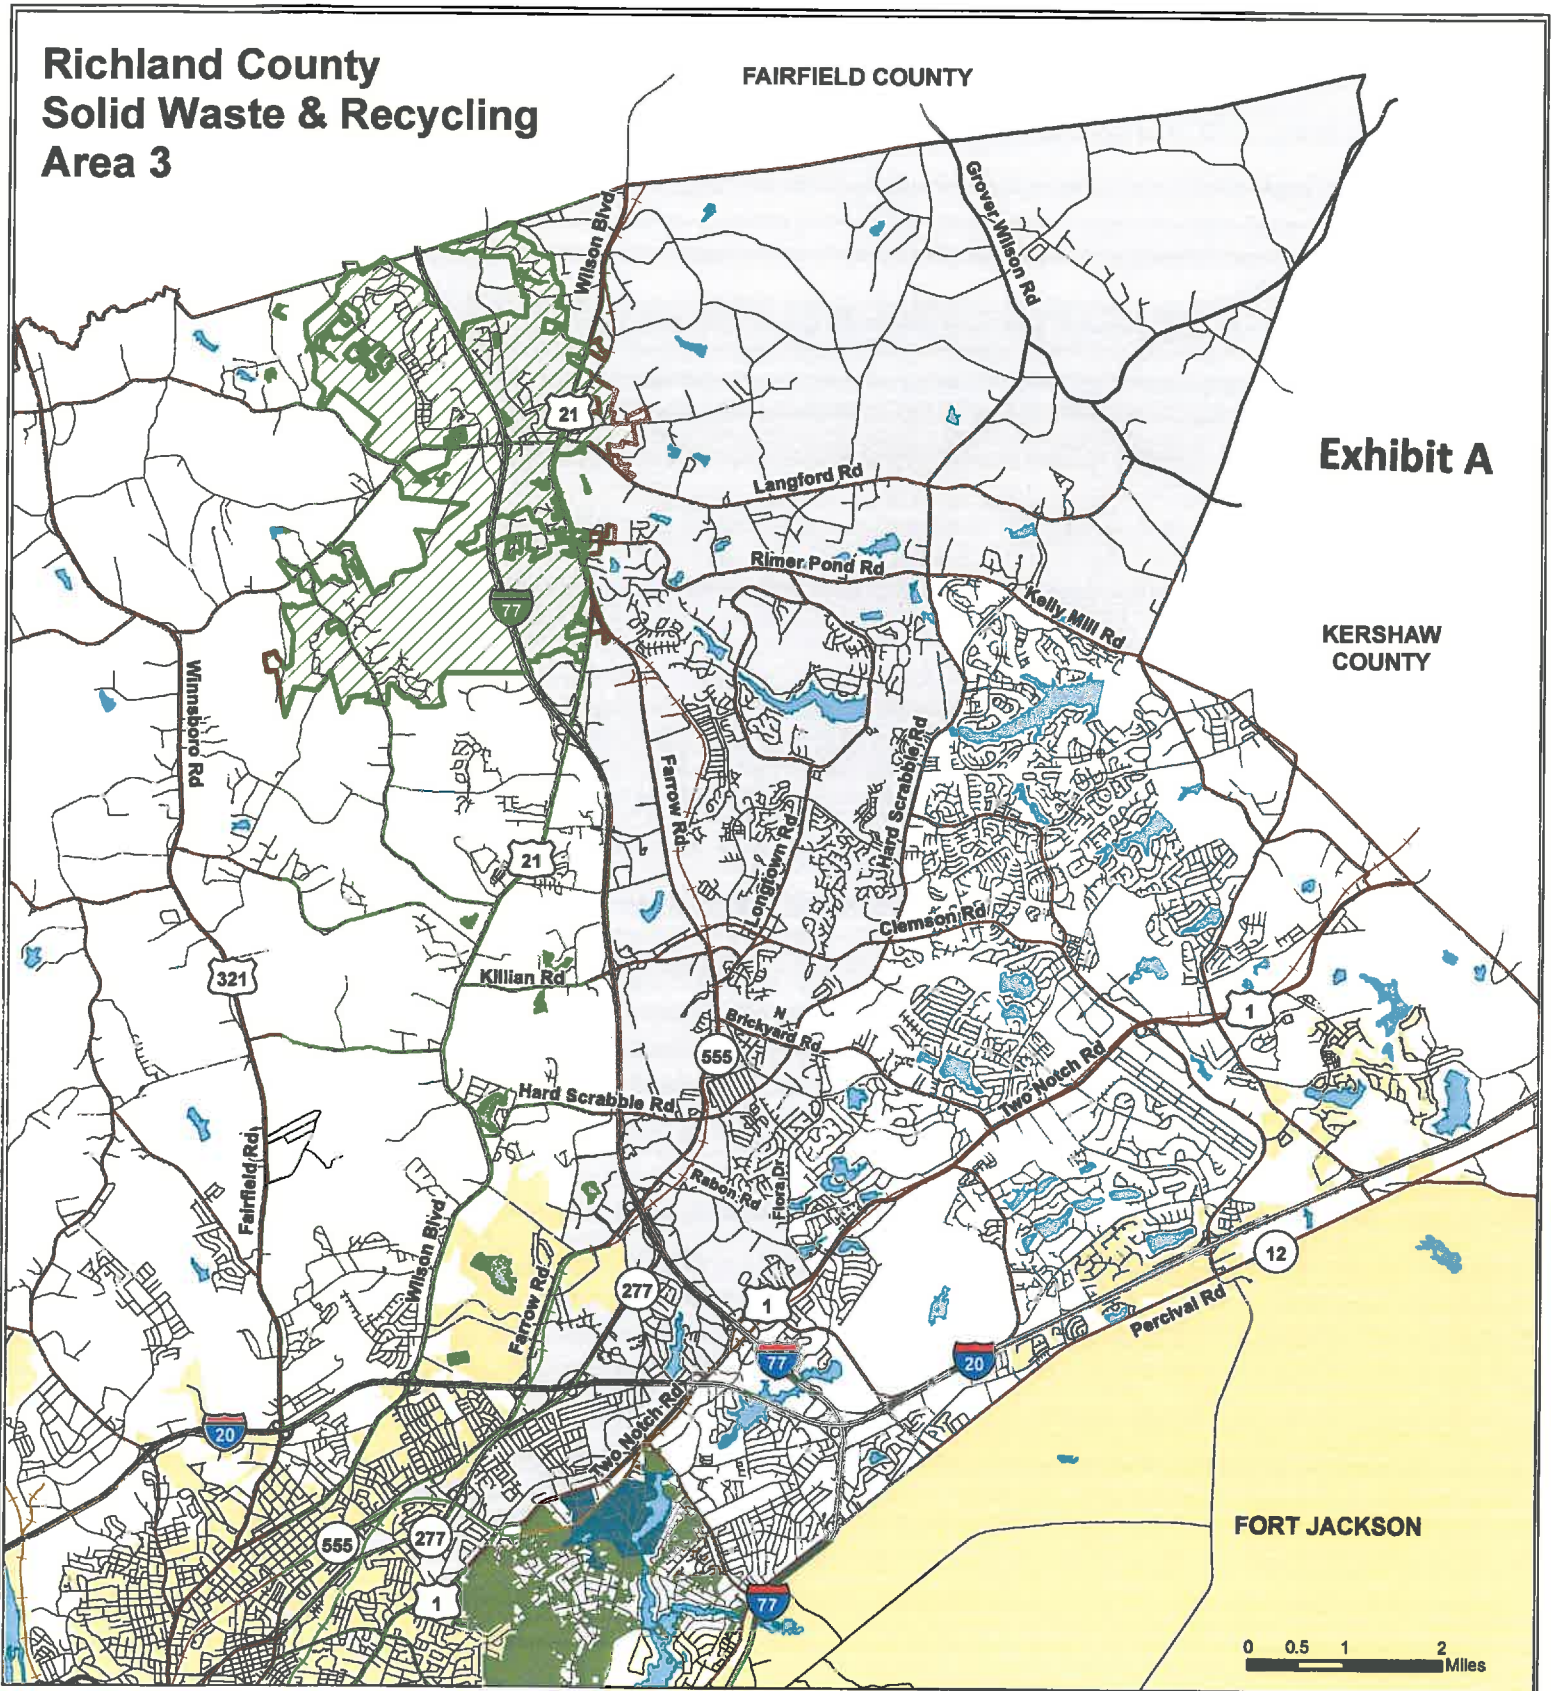 Richland County
Solid Waste & Recycling
Area 3
FAIRFIELD COUNTY
Grover Wilson Rd
Wilson Blvd
21
Exhibit A
Langford Rd
Rimer Pond Rd
77
Kelly Mill Rd
KERSHAW
COUNTY
Winnsboro Rd
Farrow Rd
Hard Scrabble Rd
Longtown Rd
21
Clemson Rd
321
Killian Rd
1
N
Brickyard Rd
555
Two Notch Rd
Hard Scrabble Rd
Fairfield Rd
Rabon Rd
Flora Dr
Wilson Blvd
12
Farrow Rd
277
1
Percival Rd
77
20
Two Notch Rd
20
FORT JACKSON
555
277
1
77
0 0.5 1 2
Miles